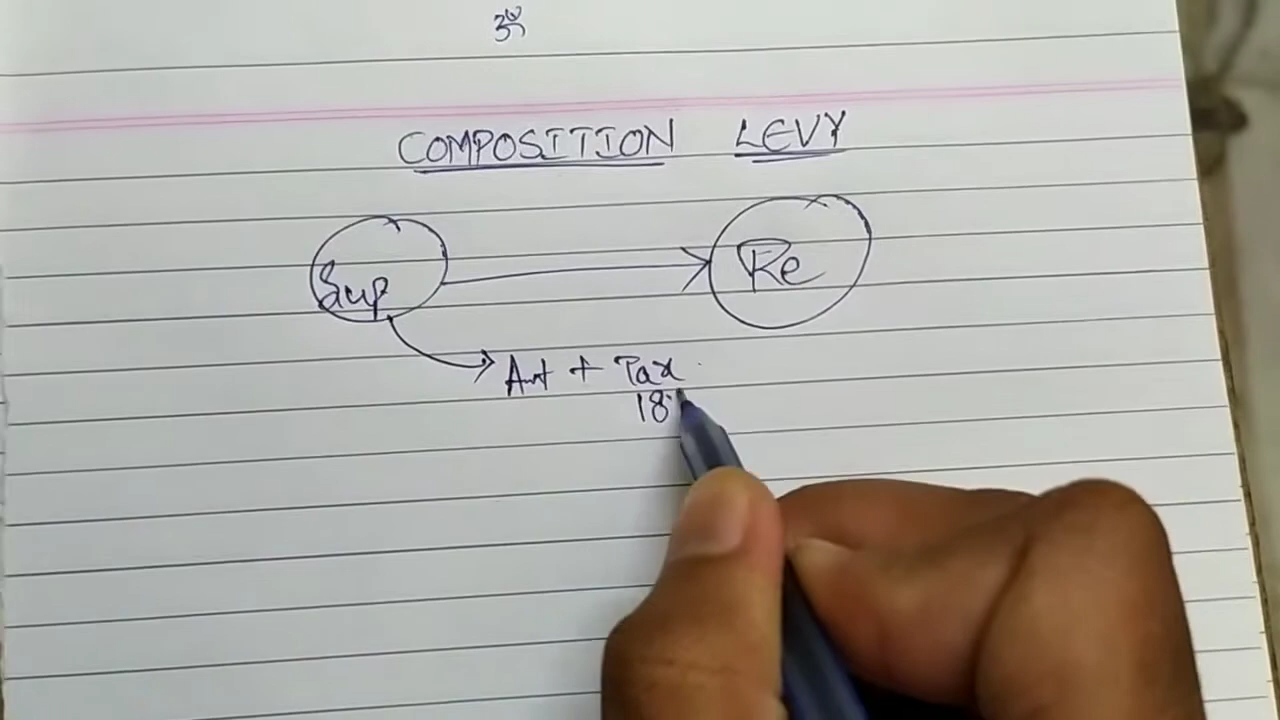 ॐ
COMPOSITION LEVY
Sup Re
Amt + Tax
18